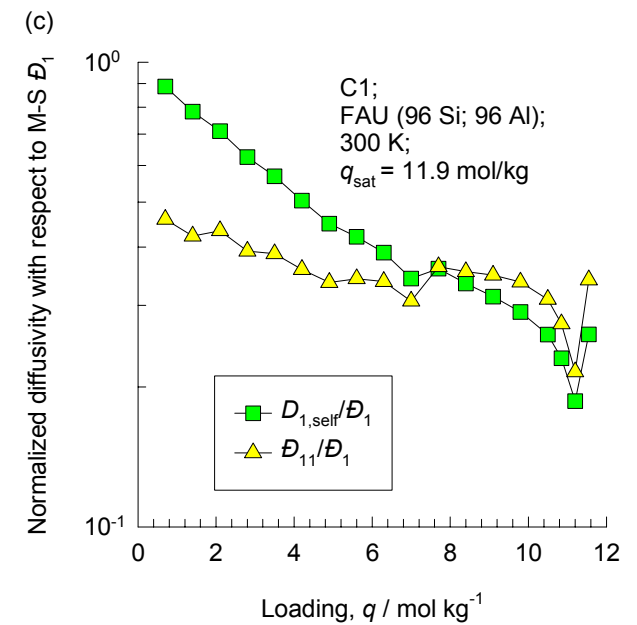 (c)
Normalized diffusivity with respect to M-S Đ₁
10⁰
10⁻¹
C1;
FAU (96 Si; 96 Al);
300 K;
q_sat = 11.9 mol/kg
D₁,self/Đ₁
Đ₁₁/Đ₁
0 2 4 6 8 10 12
Loading, q / mol kg⁻¹